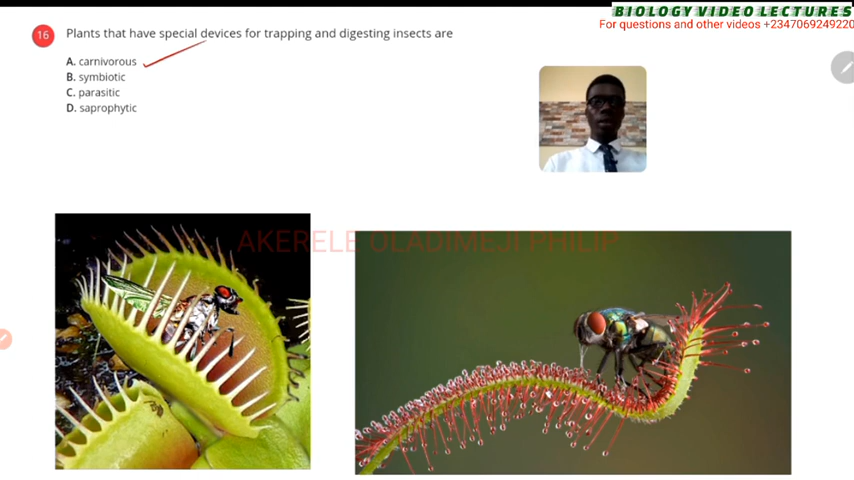 BIOLOGY VIDEO LECTURES
For questions and other videos +2347069249220
16 Plants that have special devices for trapping and digesting insects are
A. carnivorous
B. symbiotic
C. parasitic
D. saprophytic
AKERELE OLADIMEJI PHILIP